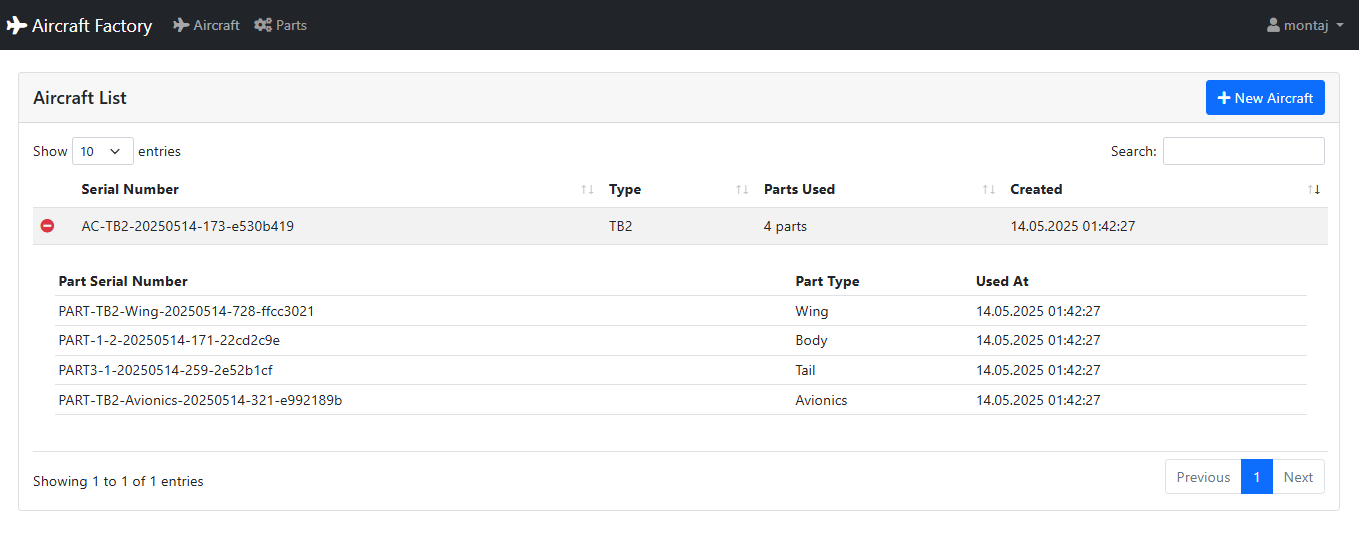 Aircraft Factory Aircraft Parts montaj
Aircraft List New Aircraft
Show 10 entries Search:
Serial Number Type Parts Used Created
AC-TB2-20250514-173-e530b419 TB2 4 parts 14.05.2025 01:42:27
Part Serial Number Part Type Used At
PART-TB2-Wing-20250514-728-ffcc3021 Wing 14.05.2025 01:42:27
PART-1-2-20250514-171-22cd2c9e Body 14.05.2025 01:42:27
PART3-1-20250514-259-2e52b1cf Tail 14.05.2025 01:42:27
PART-TB2-Avionics-20250514-321-e992189b Avionics 14.05.2025 01:42:27
Showing 1 to 1 of 1 entries Previous 1 Next